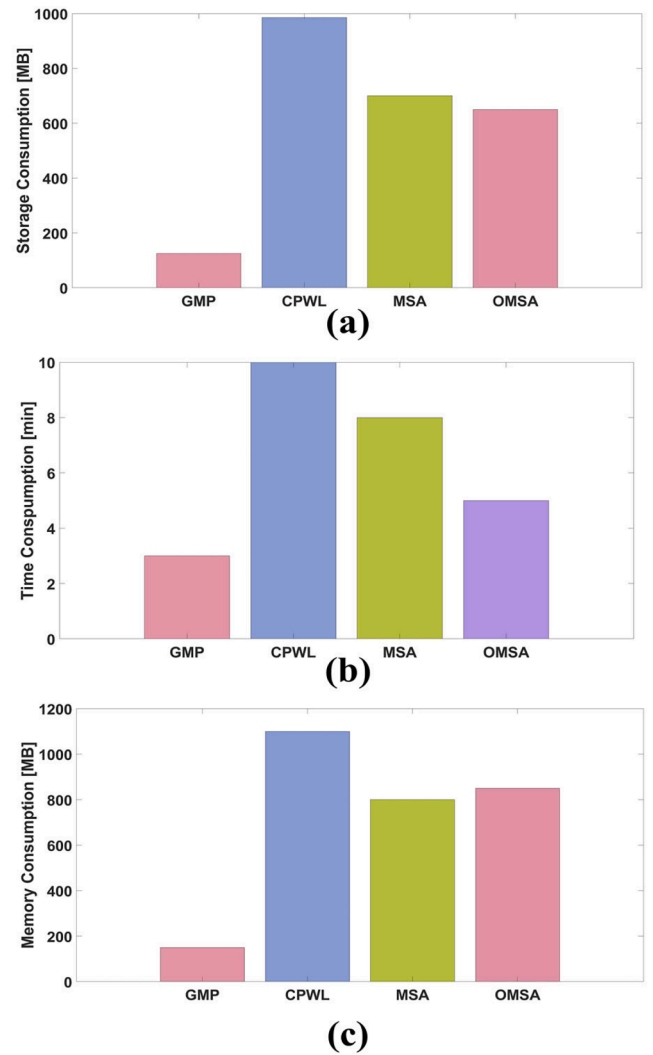 Storage Consumption [MB]
1000
800
600
400
200
0
GMP CPWL MSA OMSA
(a)
Time Conspumption [min]
10
8
6
4
2
0
GMP CPWL MSA OMSA
(b)
Memory Consumption [MB]
1200
1000
800
600
400
200
0
GMP CPWL MSA OMSA
(c)